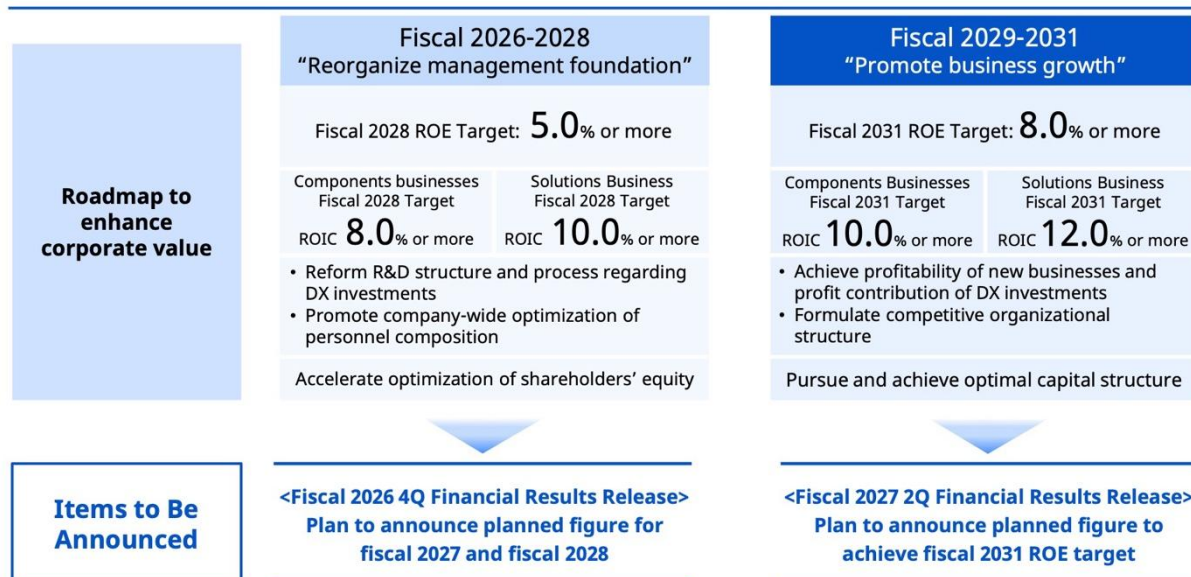 Fiscal 2026-2028
“Reorganize management foundation”
Fiscal 2029-2031
“Promote business growth”
Roadmap to
enhance
corporate value
Fiscal 2028 ROE Target: 5.0% or more
Components businesses
Fiscal 2028 Target
ROIC 8.0% or more
Solutions Business
Fiscal 2028 Target
ROIC 10.0% or more
• Reform R&D structure and process regarding
DX investments
• Promote company-wide optimization of
personnel composition
Accelerate optimization of shareholders’ equity
Fiscal 2031 ROE Target: 8.0% or more
Components Businesses
Fiscal 2031 Target
ROIC 10.0% or more
Solutions Business
Fiscal 2031 Target
ROIC 12.0% or more
• Achieve profitability of new businesses and
profit contribution of DX investments
• Formulate competitive organizational
structure
Pursue and achieve optimal capital structure
Items to Be
Announced
<Fiscal 2026 4Q Financial Results Release>
Plan to announce planned figure for
fiscal 2027 and fiscal 2028
<Fiscal 2027 2Q Financial Results Release>
Plan to announce planned figure to
achieve fiscal 2031 ROE target